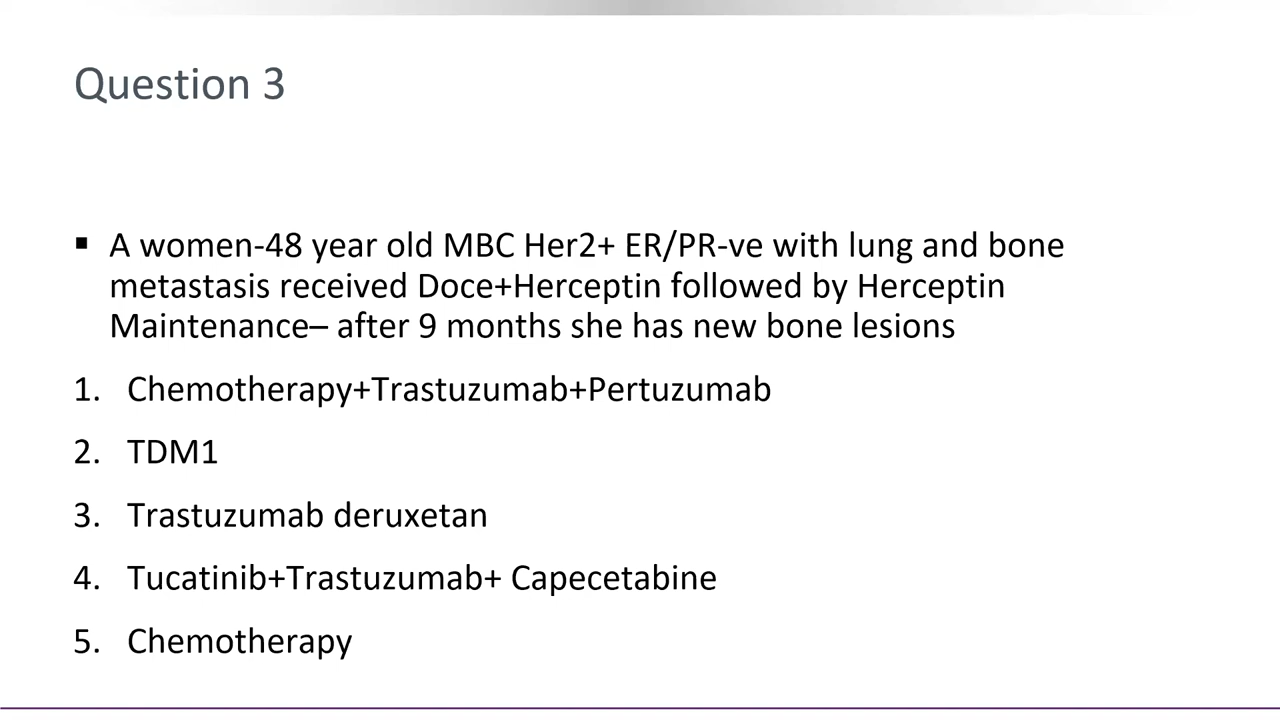 Question 3
▪ A women-48 year old MBC Her2+ ER/PR-ve with lung and bone
metastasis received Doce+Herceptin followed by Herceptin
Maintenance– after 9 months she has new bone lesions
1. Chemotherapy+Trastuzumab+Pertuzumab
2. TDM1
3. Trastuzumab deruxetan
4. Tucatinib+Trastuzumab+ Capecetabine
5. Chemotherapy